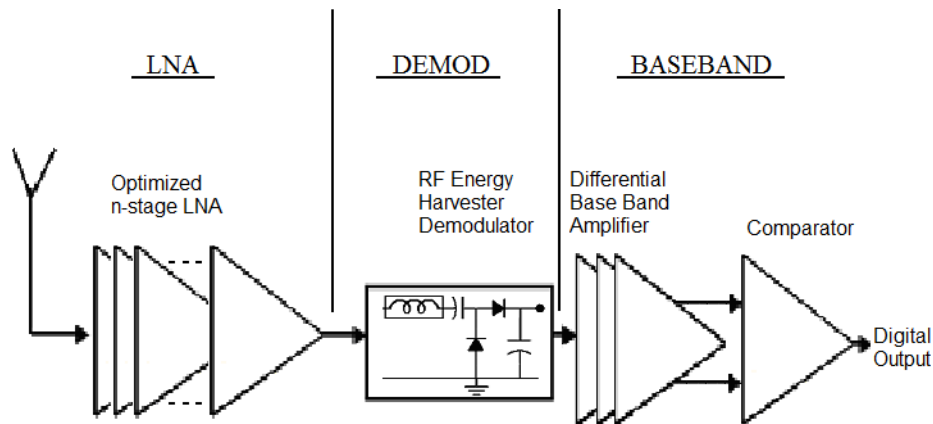 LNA
DEMOD
BASEBAND
Optimized
n-stage LNA
RF Energy
Harvester
Demodulator
Differential
Base Band
Amplifier
Comparator
Digital
Output